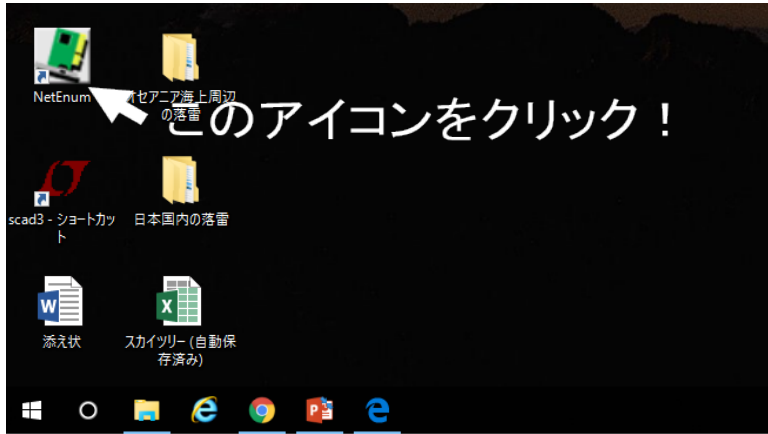 NetEnum
オセアニア海上周辺
の落雷
このアイコンをクリック！
scad3 - ショートカッ
ト
日本国内の落雷
添え状
スカイツリー (自動保
存済み)